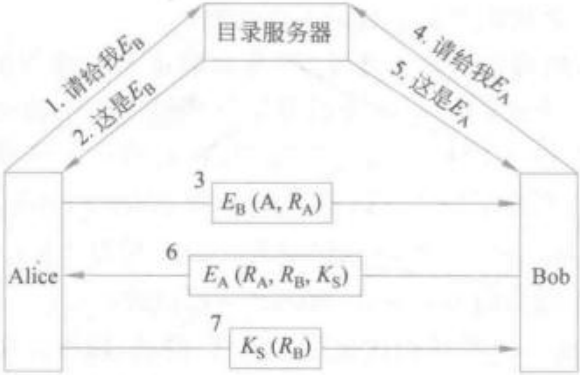 目录服务器
1. 请给我E_B
2. 这是E_B
4. 请给我E_A
5. 这是E_A
3
E_B (A, R_A)
Alice
6
E_A (R_A, R_B, K_S)
Bob
7
K_S (R_B)